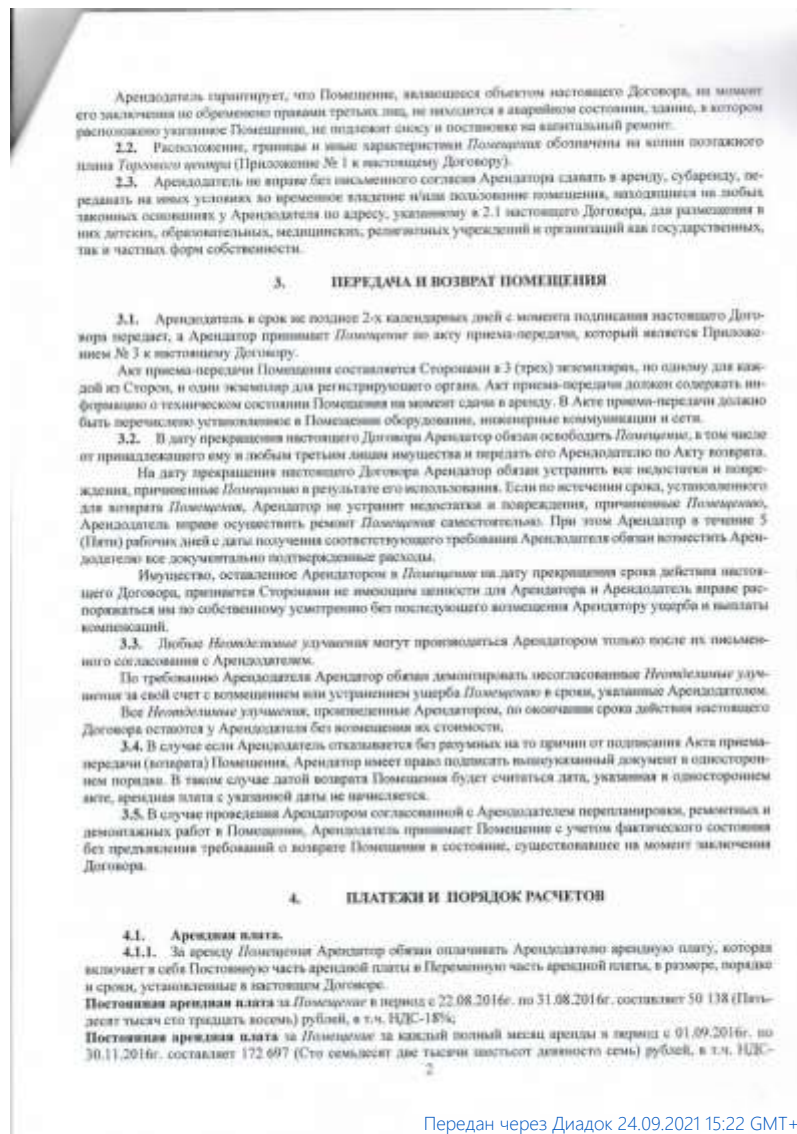 Арендодатель гарантирует, что Помещение, являющееся объектом настоящего Договора, на момент
его заключения не обременено правами третьих лиц, не находится в аварийном состоянии, здание, в котором
расположено указанное Помещение, не подлежит сносу и постановке на капитальный ремонт.
2.2. Расположение, границы и иные характеристики Помещения обозначены на копии поэтажного
плана Торгового центра (Приложение № 1 к настоящему Договору).
2.3. Арендодатель не вправе без письменного согласия Арендатора сдавать в аренду, субаренду, пе-
редавать на иных условиях во временное владение и/или пользование помещения, находящиеся на любых
законных основаниях у Арендодателя по адресу, указанному в 2.1 настоящего Договора, для размещения в
них детских, образовательных, медицинских, религиозных учреждений и организаций как государственных,
так и частных форм собственности.
3. ПЕРЕДАЧА И ВОЗВРАТ ПОМЕЩЕНИЯ
3.1. Арендодатель в срок не позднее 2-х календарных дней с момента подписания настоящего Дого-
вора передает, а Арендатор принимает Помещение по акту приема-передачи, который является Приложе-
нием № 3 к настоящему Договору.
Акт приема-передачи Помещения составляется Сторонами в 3 (трех) экземплярах, по одному для каж-
дой из Сторон, и один экземпляр для регистрирующего органа. Акт приема-передачи должен содержать ин-
формацию о техническом состоянии Помещения на момент сдачи в аренду. В Акте приема-передачи должно
быть перечислено установленное в Помещении оборудование, инженерные коммуникации и сети.
3.2. В дату прекращения настоящего Договора Арендатор обязан освободить Помещение, в том числе
от принадлежащего ему и любым третьим лицам имущества и передать его Арендодателю по Акту возврата.
На дату прекращения настоящего Договора Арендатор обязан устранить все недостатки и повре-
ждения, причиненные Помещению в результате его использования. Если по истечении срока, установленного
для возврата Помещения, Арендатор не устранит недостатки и повреждения, причиненные Помещению,
Арендодатель вправе осуществить ремонт Помещения самостоятельно. При этом Арендатор в течение 5
(Пяти) рабочих дней с даты получения соответствующего требования Арендодателя обязан возместить Арен-
додателю все документально подтвержденные расходы.
Имущество, оставленное Арендатором в Помещении на дату прекращения срока действия настоя-
щего Договора, признается Сторонами не имеющим ценности для Арендатора и Арендодатель вправе рас-
поряжаться им по собственному усмотрению без последующего возмещения Арендатору ущерба и выплаты
компенсаций.
3.3. Любые Неотделимые улучшения могут производиться Арендатором только после их письмен-
ного согласования с Арендодателем.
По требованию Арендодателя Арендатор обязан демонтировать несогласованные Неотделимые улуч-
шения за свой счет с возмещением или устранением ущерба Помещению в сроки, указанные Арендодателем.
Все Неотделимые улучшения, произведенные Арендатором, по окончании срока действия настоящего
Договора остаются у Арендодателя без возмещения их стоимости.
3.4. В случае если Арендодатель отказывается без разумных на то причин от подписания Акта приема-
передачи (возврата) Помещения, Арендатор имеет право подписать вышеуказанный документ в односторон-
нем порядке. В таком случае датой возврата Помещения будет считаться дата, указанная в одностороннем
акте, арендная плата с указанной даты не начисляется.
3.5. В случае проведения Арендатором согласованной с Арендодателем перепланировки, ремонтных и
демонтажных работ в Помещении, Арендодатель принимает Помещение с учетом фактического состояния
без предъявления требований о возврате Помещения в состояние, существовавшее на момент заключения
Договора.
4. ПЛАТЕЖИ И ПОРЯДОК РАСЧЕТОВ
4.1. Арендная плата.
4.1.1. За аренду Помещения Арендатор обязан оплачивать Арендодателю арендную плату, которая
включает в себя Постоянную часть арендной платы и Переменную часть арендной платы, в размере, порядке
и сроки, установленные в настоящем Договоре.
Постоянная арендная плата за Помещение в период с 22.08.2016г. по 31.08.2016г. составляет 50 138 (Пять-
десят тысяч сто тридцать восемь) рублей, в т.ч. НДС-18%;
Постоянная арендная плата за Помещение за каждый полный месяц аренды в период с 01.09.2016г. по
30.11.2016г. составляет 172 697 (Сто семьдесят две тысячи шестьсот девяносто семь) рублей, в т.ч. НДС-
2
Передан через Диадок 24.09.2021 15:22 GMT+